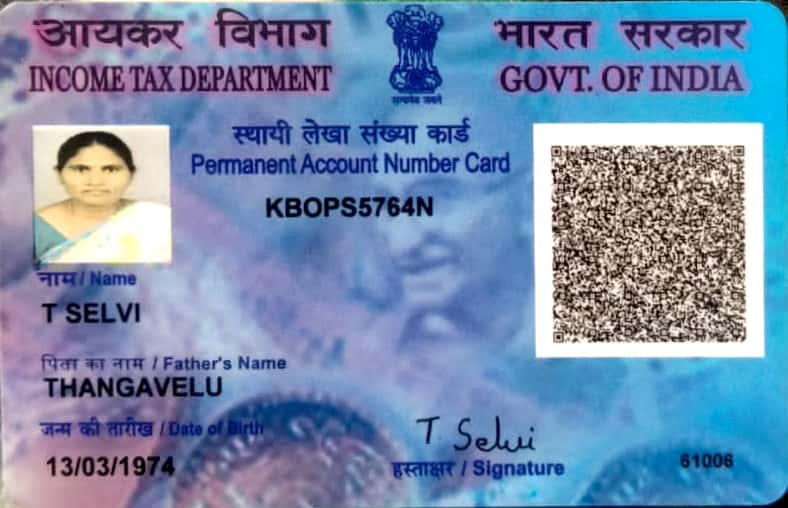 आयकर विभाग
INCOME TAX DEPARTMENT
सत्यमेव जयते
भारत सरकार
GOVT. OF INDIA
स्थायी लेखा संख्या कार्ड
Permanent Account Number Card
KBOPS5764N
नाम / Name
T SELVI
पिता का नाम / Father's Name
THANGAVELU
जन्म की तारीख / Date of Birth
13/03/1974
T. Selvi
हस्ताक्षर / Signature
61006